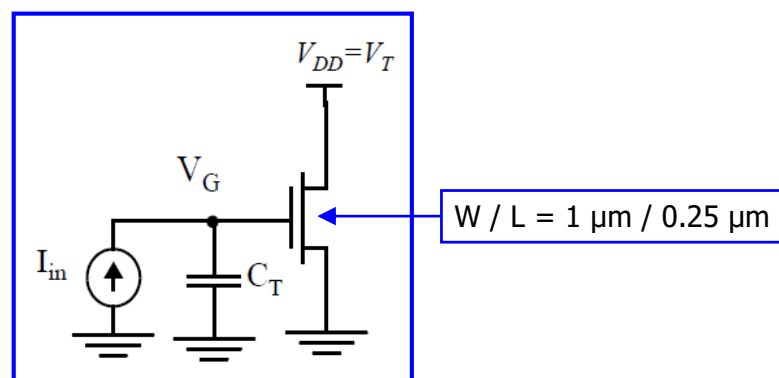 V_DD=V_T
V_G
W / L = 1 µm / 0.25 µm
I_in
C_T